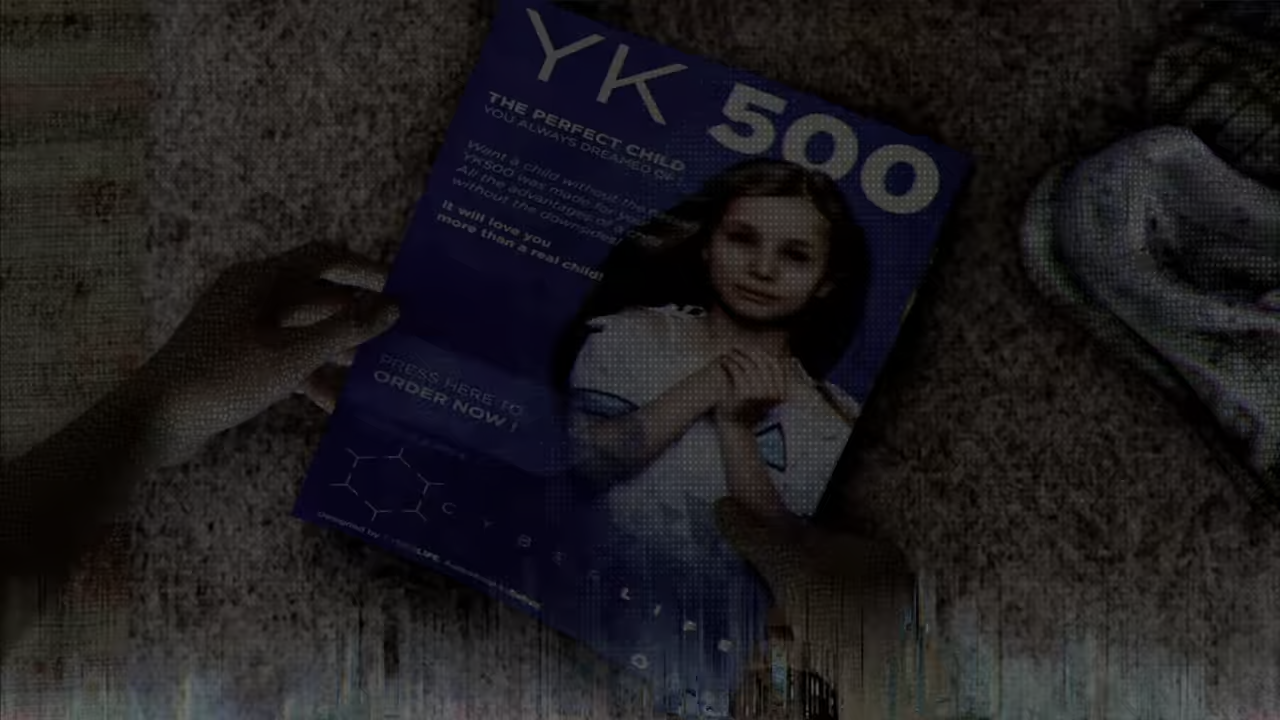 YK 500
THE PERFECT CHILD
YOU ALWAYS DREAMED OF
Want a child without the
YK500 was made for you
All the advantages of a
without the downsides!
It will love you
more than a real child!
PRESS HERE TO
ORDER NOW !
C Y B E R L I
designed by CYBERLIFE